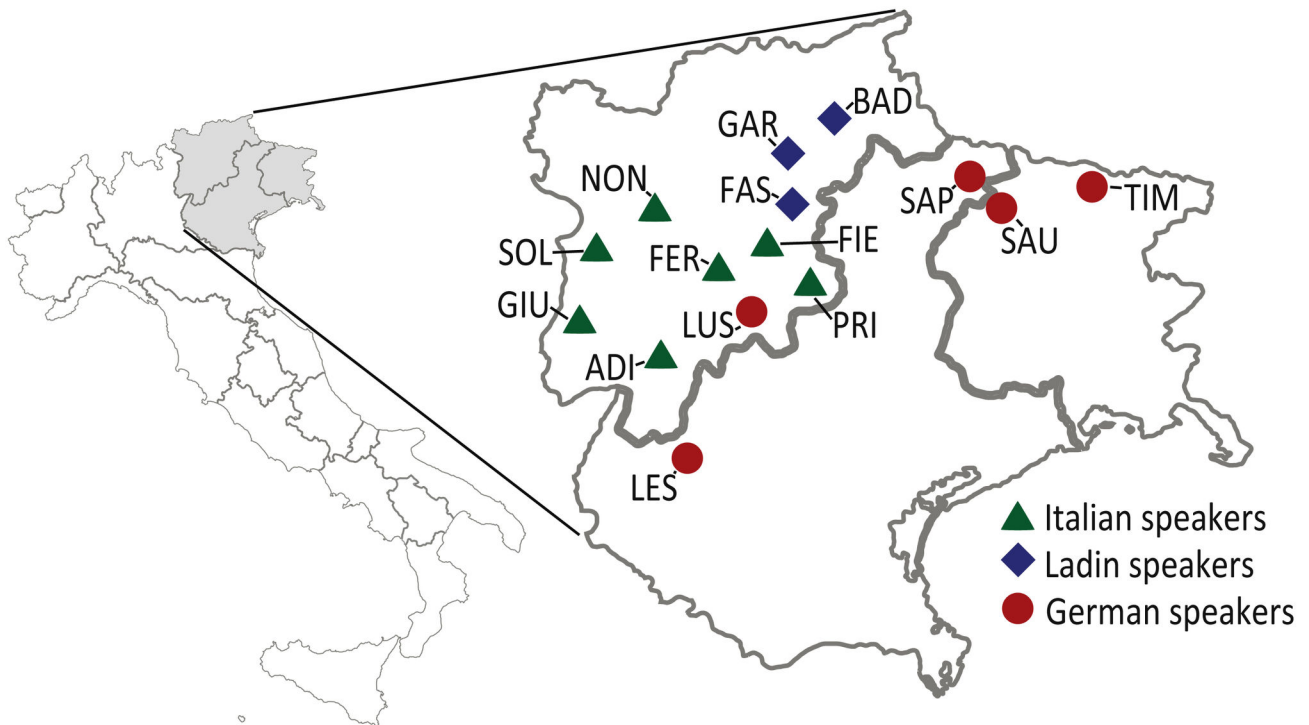 BAD
GAR
NON
FAS
SAP
TIM
SAU
SOL
FER
FIE
GIU
LUS
PRI
ADI
LES
Italian speakers
Ladin speakers
German speakers